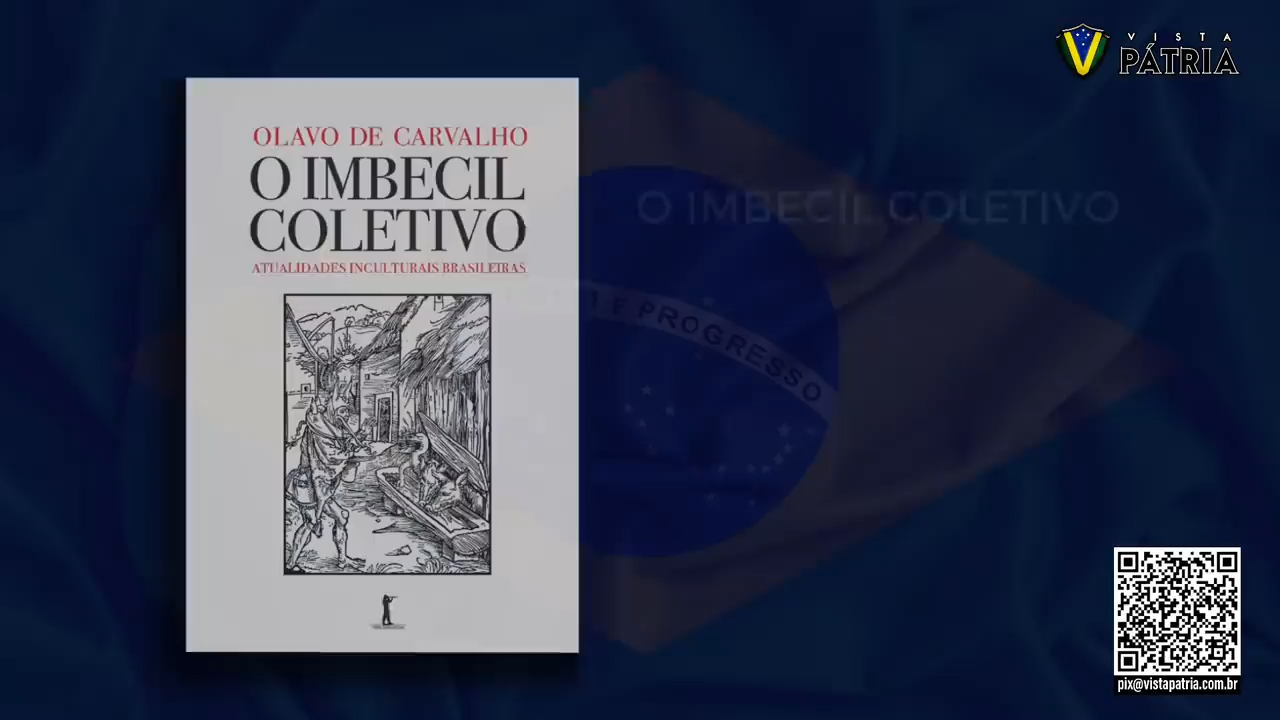 VISTA
PÁTRIA
OLAVO DE CARVALHO
O IMBECIL
COLETIVO
ATUALIDADES INCULTURAIS BRASILEIRAS
O IMBECIL COLETIVO
E PROGRESSO
pix@vistapatria.com.br